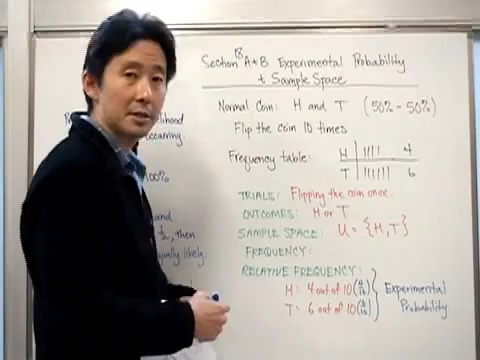 Section 18 A+B Experimental Probability
+ Sample Space
Normal Coin: H and T (50% - 50%)
Flip the coin 10 times
Frequency table: H |||| 4
T |||||| 6
TRIALS: Flipping the coin once.
OUTCOMES: H or T
SAMPLE SPACE: U = {H, T}
FREQUENCY:
RELATIVE FREQUENCY:
H: 4 out of 10 (4/10)
T: 6 out of 10 (6/10)
Experimental
Probability.
occurring.
100%
and
1/2, then
equally likely.